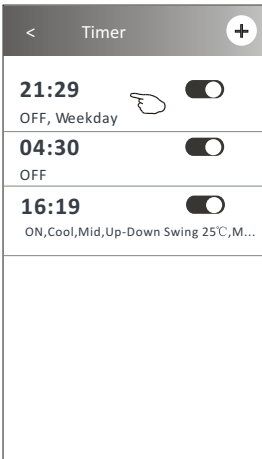 < Timer +
21:29
OFF, Weekday
04:30
OFF
16:19
ON,Cool,Mid,Up-Down Swing 25℃,M...